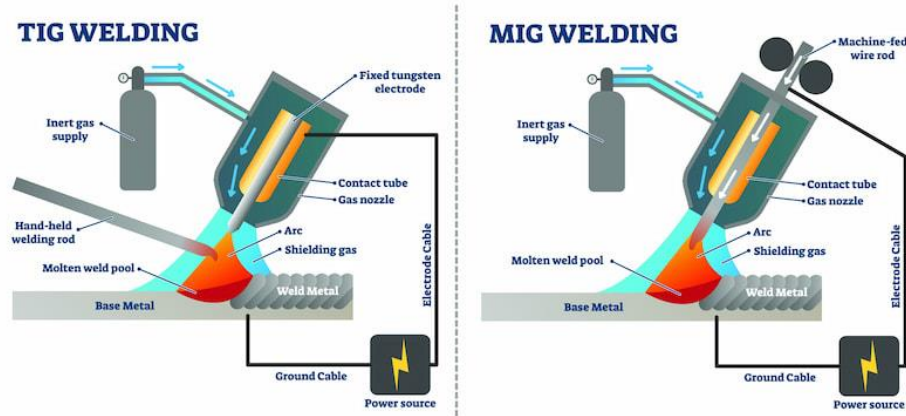 TIG WELDING
Fixed tungsten
electrode
Inert gas
supply
Contact tube
Gas nozzle
Hand-held
welding rod
Arc
Shielding gas
Molten weld pool
Electrode Cable
Weld Metal
Base Metal
Ground Cable
Power source
MIG WELDING
Machine-fed
wire rod
Inert gas
supply
Contact tube
Gas nozzle
Arc
Shielding gas
Molten weld pool
Electrode Cable
Weld Metal
Base Metal
Ground Cable
Power source